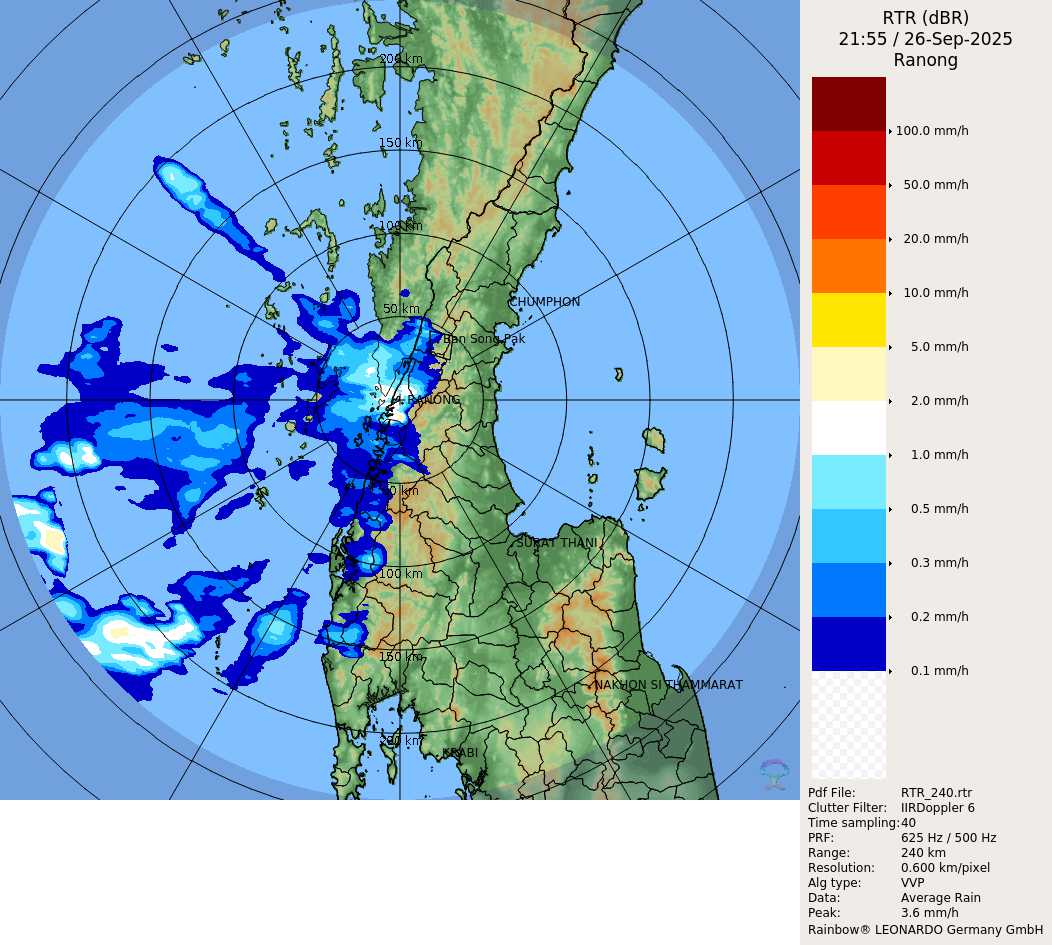 RTR (dBR)
21:55 / 26-Sep-2025
Ranong
200 km
150 km
100 km
50 km
CHUMPHON
Ban Song Pak
RANONG
50 km
SURAT THANI
100 km
150 km
NAKHON SI THAMMARAT
200 km
KRABI
100.0 mm/h
50.0 mm/h
20.0 mm/h
10.0 mm/h
5.0 mm/h
2.0 mm/h
1.0 mm/h
0.5 mm/h
0.3 mm/h
0.2 mm/h
0.1 mm/h
Pdf File: RTR_240.rtr
Clutter Filter: IIRDoppler 6
Time sampling:40
PRF: 625 Hz / 500 Hz
Range: 240 km
Resolution: 0.600 km/pixel
Alg type: VVP
Data: Average Rain
Peak: 3.6 mm/h
Rainbow® LEONARDO Germany GmbH